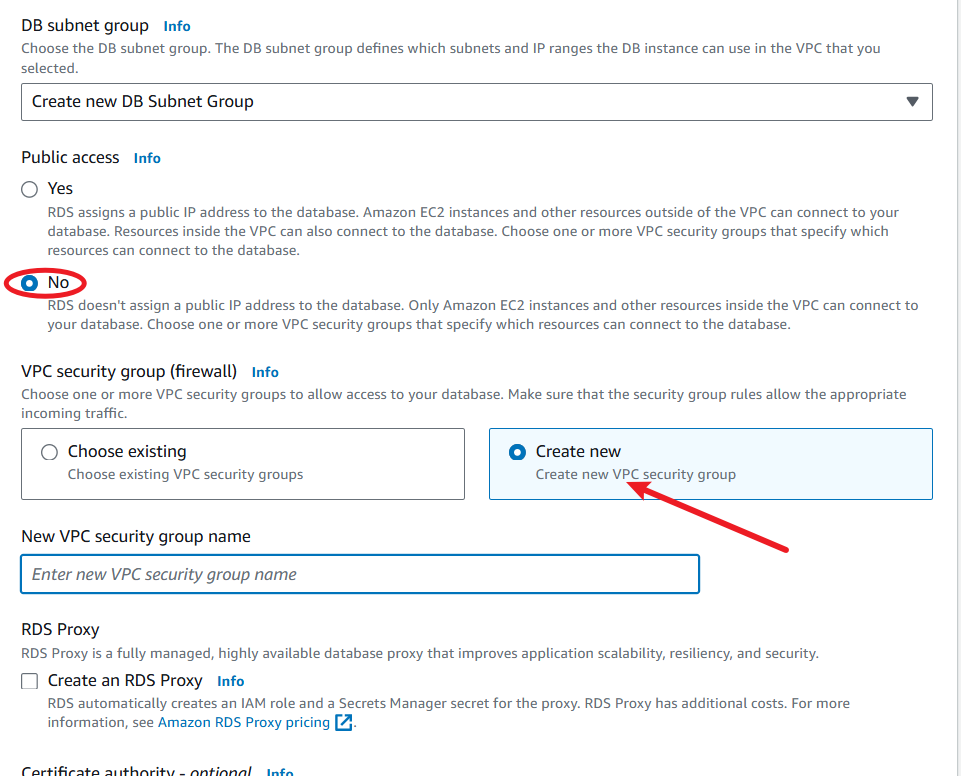 DB subnet group Info
Choose the DB subnet group. The DB subnet group defines which subnets and IP ranges the DB instance can use in the VPC that you
selected.
Create new DB Subnet Group
Public access Info
Yes
RDS assigns a public IP address to the database. Amazon EC2 instances and other resources outside of the VPC can connect to your
database. Resources inside the VPC can also connect to the database. Choose one or more VPC security groups that specify which
resources can connect to the database.
No
RDS doesn't assign a public IP address to the database. Only Amazon EC2 instances and other resources inside the VPC can connect to
your database. Choose one or more VPC security groups that specify which resources can connect to the database.
VPC security group (firewall) Info
Choose one or more VPC security groups to allow access to your database. Make sure that the security group rules allow the appropriate
incoming traffic.
Choose existing
Choose existing VPC security groups
Create new
Create new VPC security group
New VPC security group name
Enter new VPC security group name
RDS Proxy
RDS Proxy is a fully managed, highly available database proxy that improves application scalability, resiliency, and security.
Create an RDS Proxy Info
RDS automatically creates an IAM role and a Secrets Manager secret for the proxy. RDS Proxy has additional costs. For more
information, see Amazon RDS Proxy pricing.
Certificate authority - optional Info